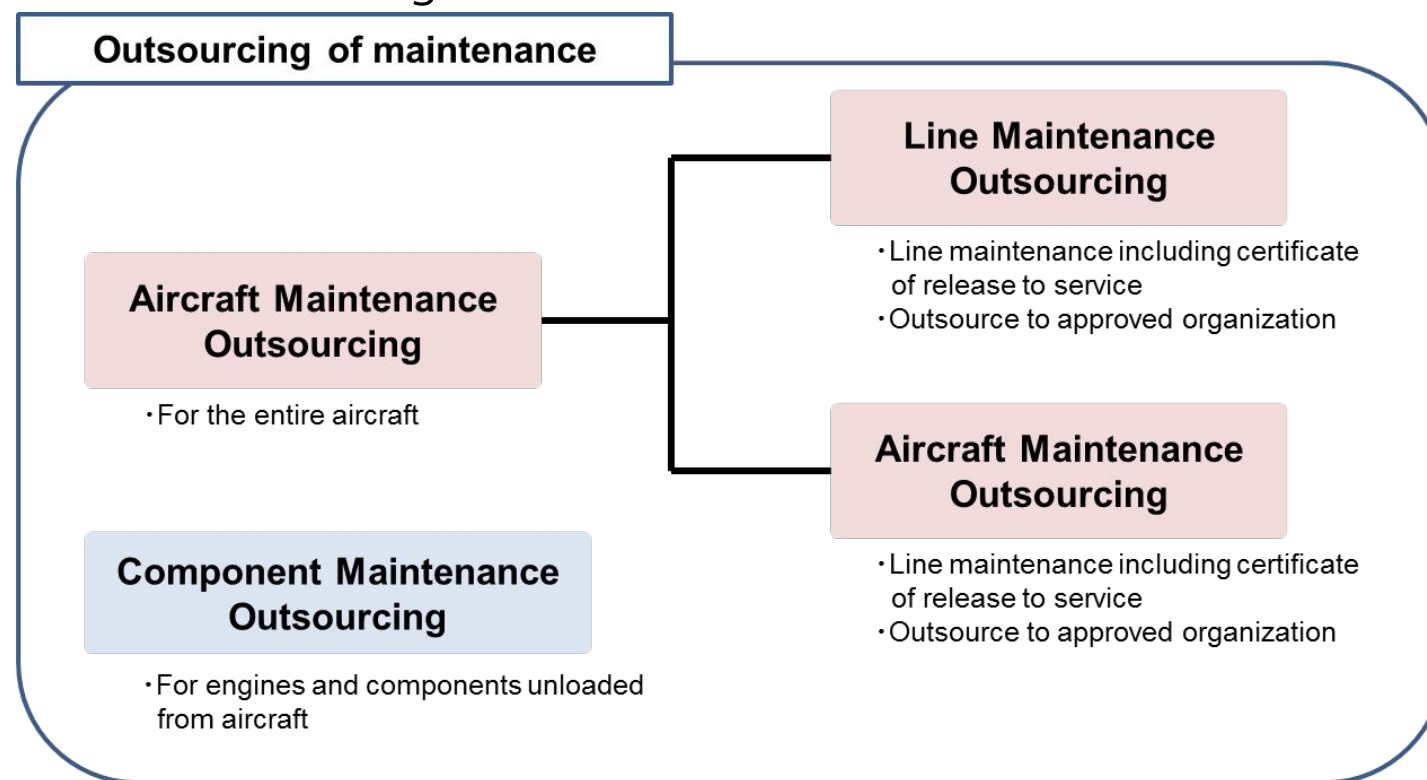 Outsourcing of maintenance
Line Maintenance
Outsourcing
・Line maintenance including certificate
of release to service
・Outsource to approved organization
Aircraft Maintenance
Outsourcing
・For the entire aircraft
Aircraft Maintenance
Outsourcing
・Line maintenance including certificate
of release to service
・Outsource to approved organization
Component Maintenance
Outsourcing
・For engines and components unloaded
from aircraft